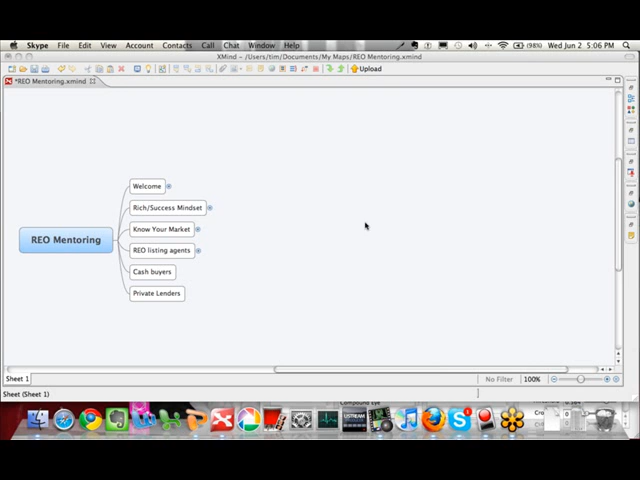 Skype File Edit View Account Contacts Call Chat Window Help (98%) Wed Jun 2 5:06 PM
XMind - /Users/tim/Documents/My Maps/REO Mentoring.xmind
Upload
*REO Mentoring.xmind
Welcome
Rich/Success Mindset
Know Your Market
REO Mentoring
REO listing agents
Cash buyers
Private Lenders
Sheet 1
No Filter 100%
Sheet (Sheet 1)
USTREAM